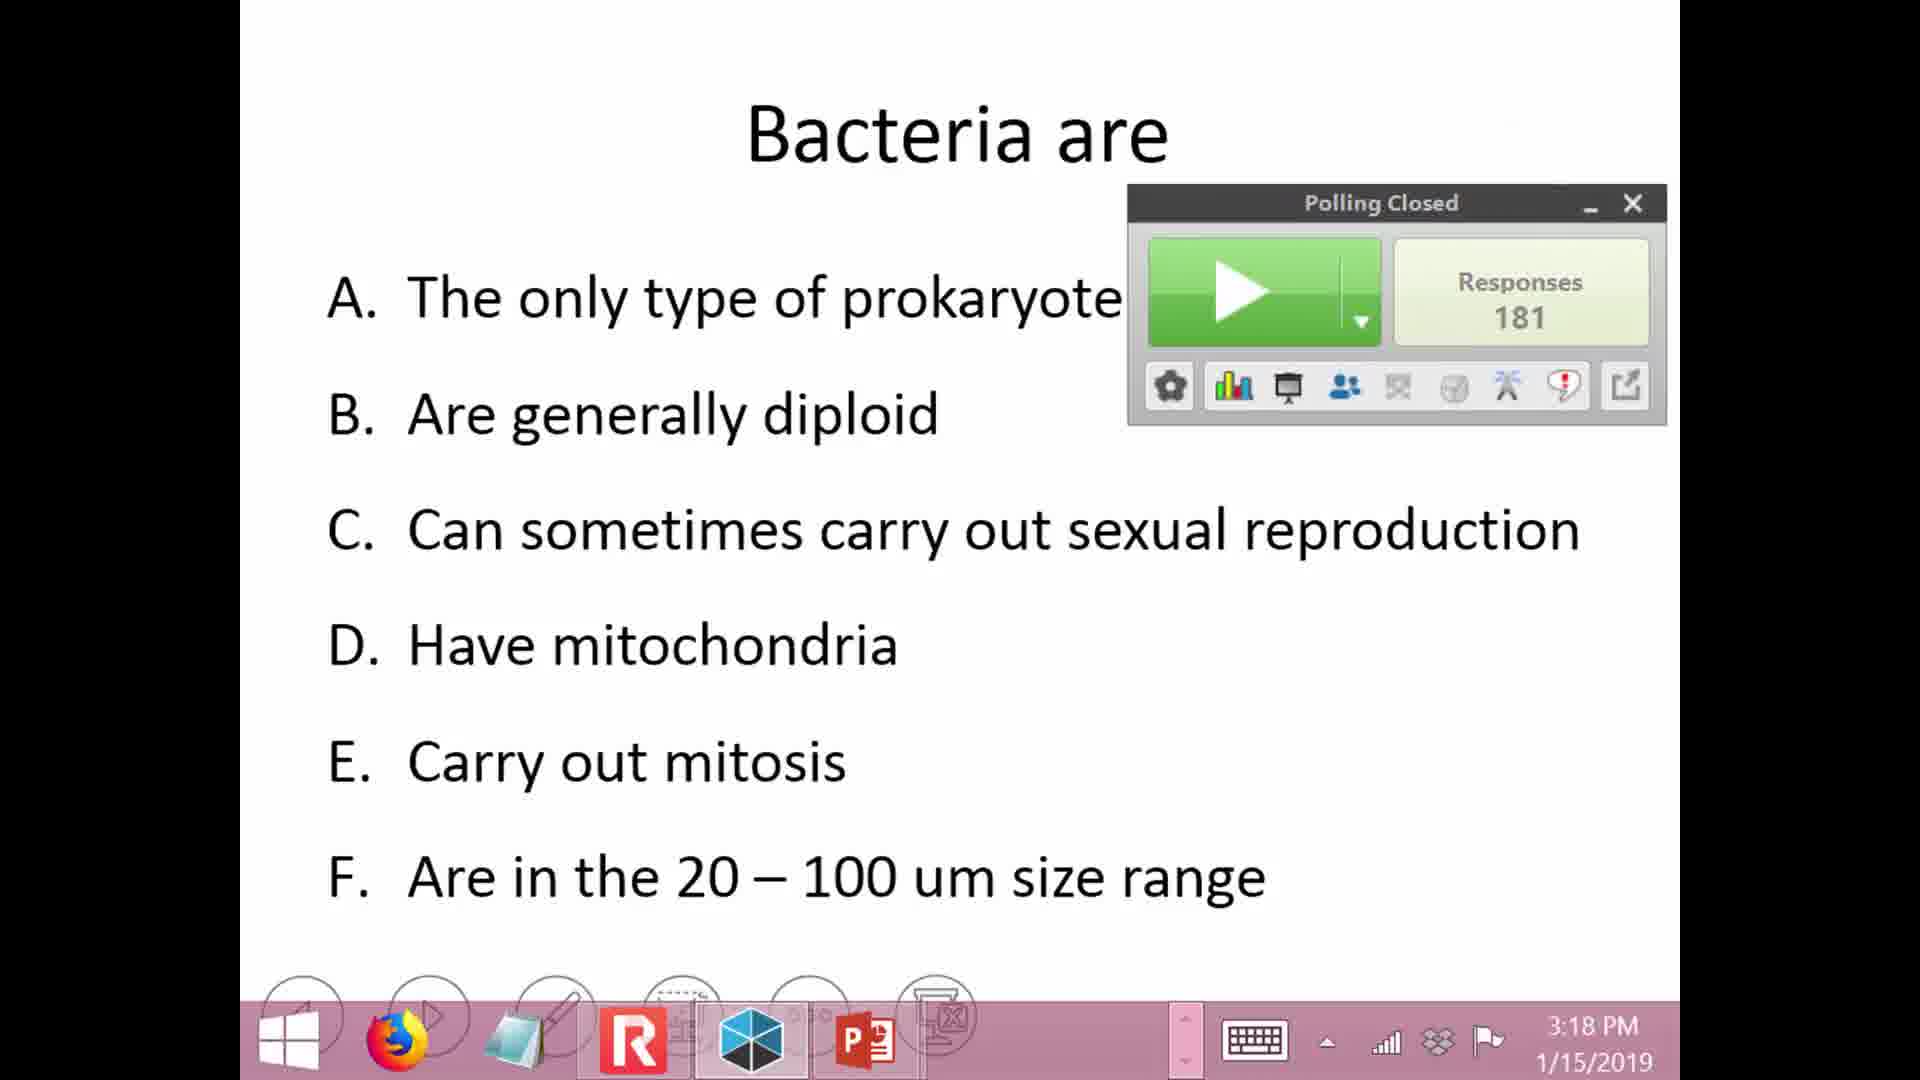 Bacteria are
Polling Closed
A. The only type of prokaryote
Responses
181
B. Are generally diploid
C. Can sometimes carry out sexual reproduction
D. Have mitochondria
E. Carry out mitosis
F. Are in the 20 – 100 um size range
3:18 PM
1/15/2019